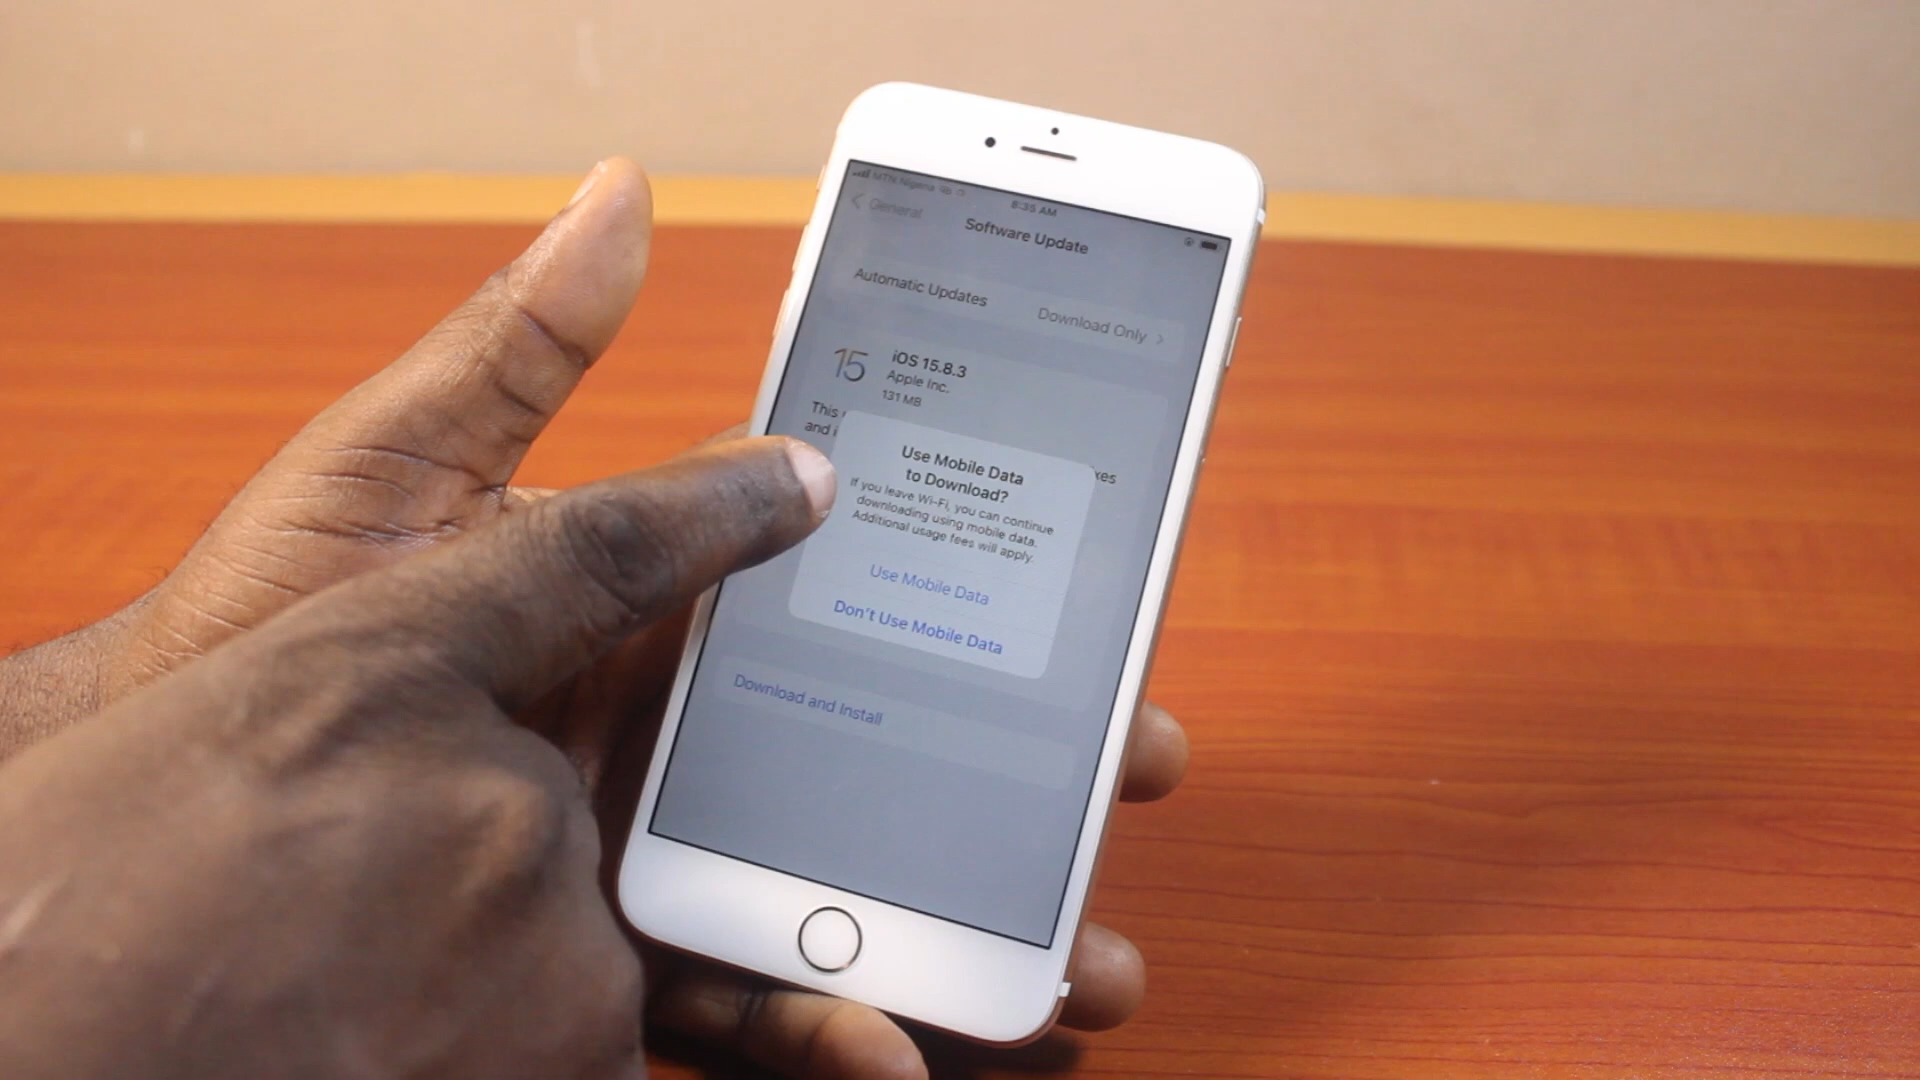 MTN Nigeria
8:35 AM
General
Software Update
Automatic Updates
Download Only
15
iOS 15.8.3
Apple Inc.
131 MB
This
and i
xes
Use Mobile Data
to Download?
If you leave Wi-Fi, you can continue
downloading using mobile data.
Additional usage fees will apply.
Use Mobile Data
Don't Use Mobile Data
Download and Install